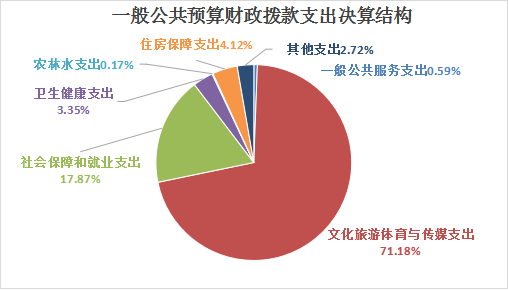 一般公共预算财政拨款支出决算结构
住房保障支出4.12%
其他支出2.72%
农林水支出0.17%
一般公共服务支出0.59%
卫生健康支出
3.35%
社会保障和就业支出
17.87%
文化旅游体育与传媒支出
71.18%